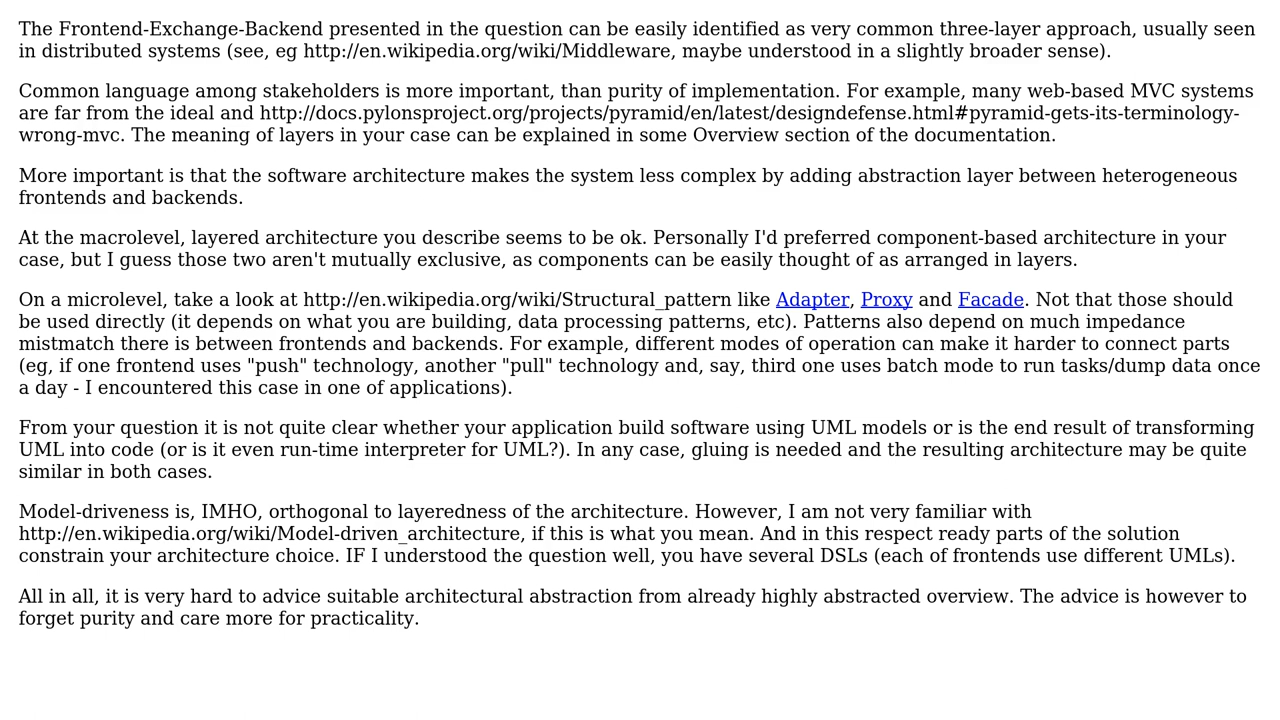 The Frontend-Exchange-Backend presented in the question can be easily identified as very common three-layer approach, usually seen
in distributed systems (see, eg http://en.wikipedia.org/wiki/Middleware, maybe understood in a slightly broader sense).
Common language among stakeholders is more important, than purity of implementation. For example, many web-based MVC systems
are far from the ideal and http://docs.pylonsproject.org/projects/pyramid/en/latest/designdefense.html#pyramid-gets-its-terminology-
wrong-mvc. The meaning of layers in your case can be explained in some Overview section of the documentation.
More important is that the software architecture makes the system less complex by adding abstraction layer between heterogeneous
frontends and backends.
At the macrolevel, layered architecture you describe seems to be ok. Personally I'd preferred component-based architecture in your
case, but I guess those two aren't mutually exclusive, as components can be easily thought of as arranged in layers.
On a microlevel, take a look at http://en.wikipedia.org/wiki/Structural_pattern like Adapter, Proxy and Facade. Not that those should
be used directly (it depends on what you are building, data processing patterns, etc). Patterns also depend on much impedance
mistmatch there is between frontends and backends. For example, different modes of operation can make it harder to connect parts
(eg, if one frontend uses "push" technology, another "pull" technology and, say, third one uses batch mode to run tasks/dump data once
a day - I encountered this case in one of applications).
From your question it is not quite clear whether your application build software using UML models or is the end result of transforming
UML into code (or is it even run-time interpreter for UML?). In any case, gluing is needed and the resulting architecture may be quite
similar in both cases.
Model-driveness is, IMHO, orthogonal to layeredness of the architecture. However, I am not very familiar with
http://en.wikipedia.org/wiki/Model-driven_architecture, if this is what you mean. And in this respect ready parts of the solution
constrain your architecture choice. IF I understood the question well, you have several DSLs (each of frontends use different UMLs).
All in all, it is very hard to advice suitable architectural abstraction from already highly abstracted overview. The advice is however to
forget purity and care more for practicality.